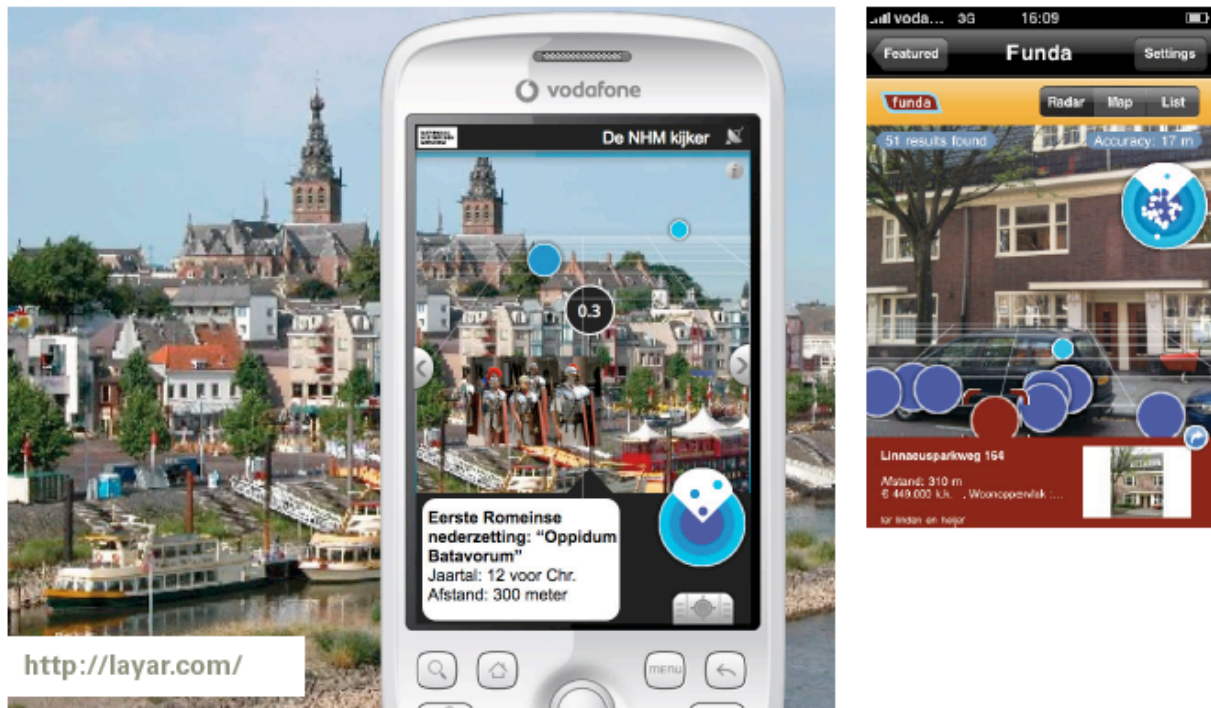 vodafone
De NHM kijker
0.3
Eerste Romeinse
nederzetting: “Oppidum
Batavorum”
Jaartal: 12 voor Chr.
Afstand: 300 meter
menu
http://layar.com/
voda... 3G 16:09
Featured Funda Settings
funda Radar Map List
51 results found Accuracy: 17 m
Linnaeusparkweg 164
Afstand: 310 m
€ 449.000 k.k. , Woonoppervlak :...